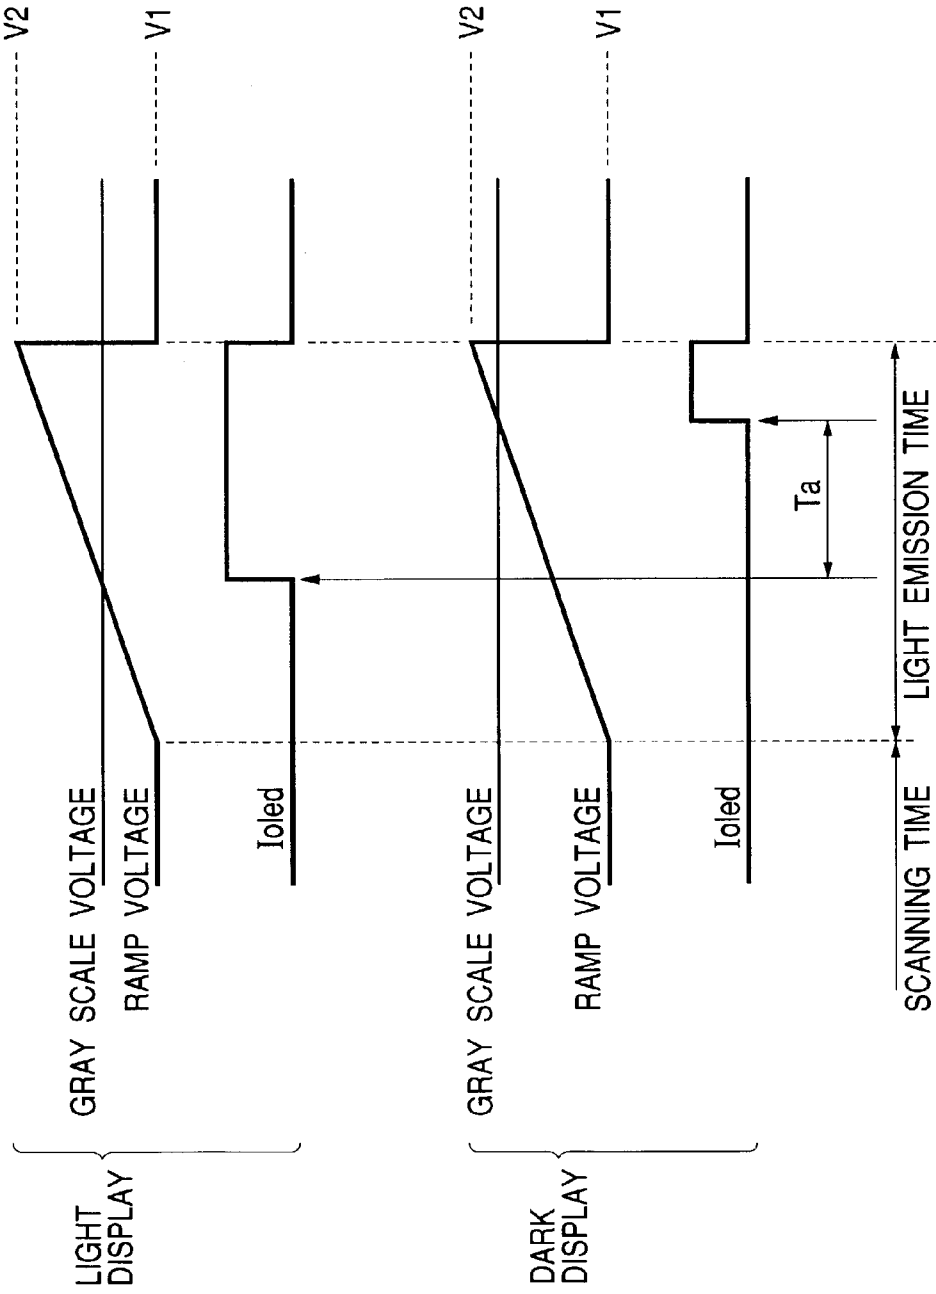 LIGHT
DISPLAY
GRAY SCALE VOLTAGE
RAMP VOLTAGE
Ioled
V2
V1
DARK
DISPLAY
GRAY SCALE VOLTAGE
RAMP VOLTAGE
Ioled
V2
V1
Ta
SCANNING TIME
LIGHT EMISSION TIME